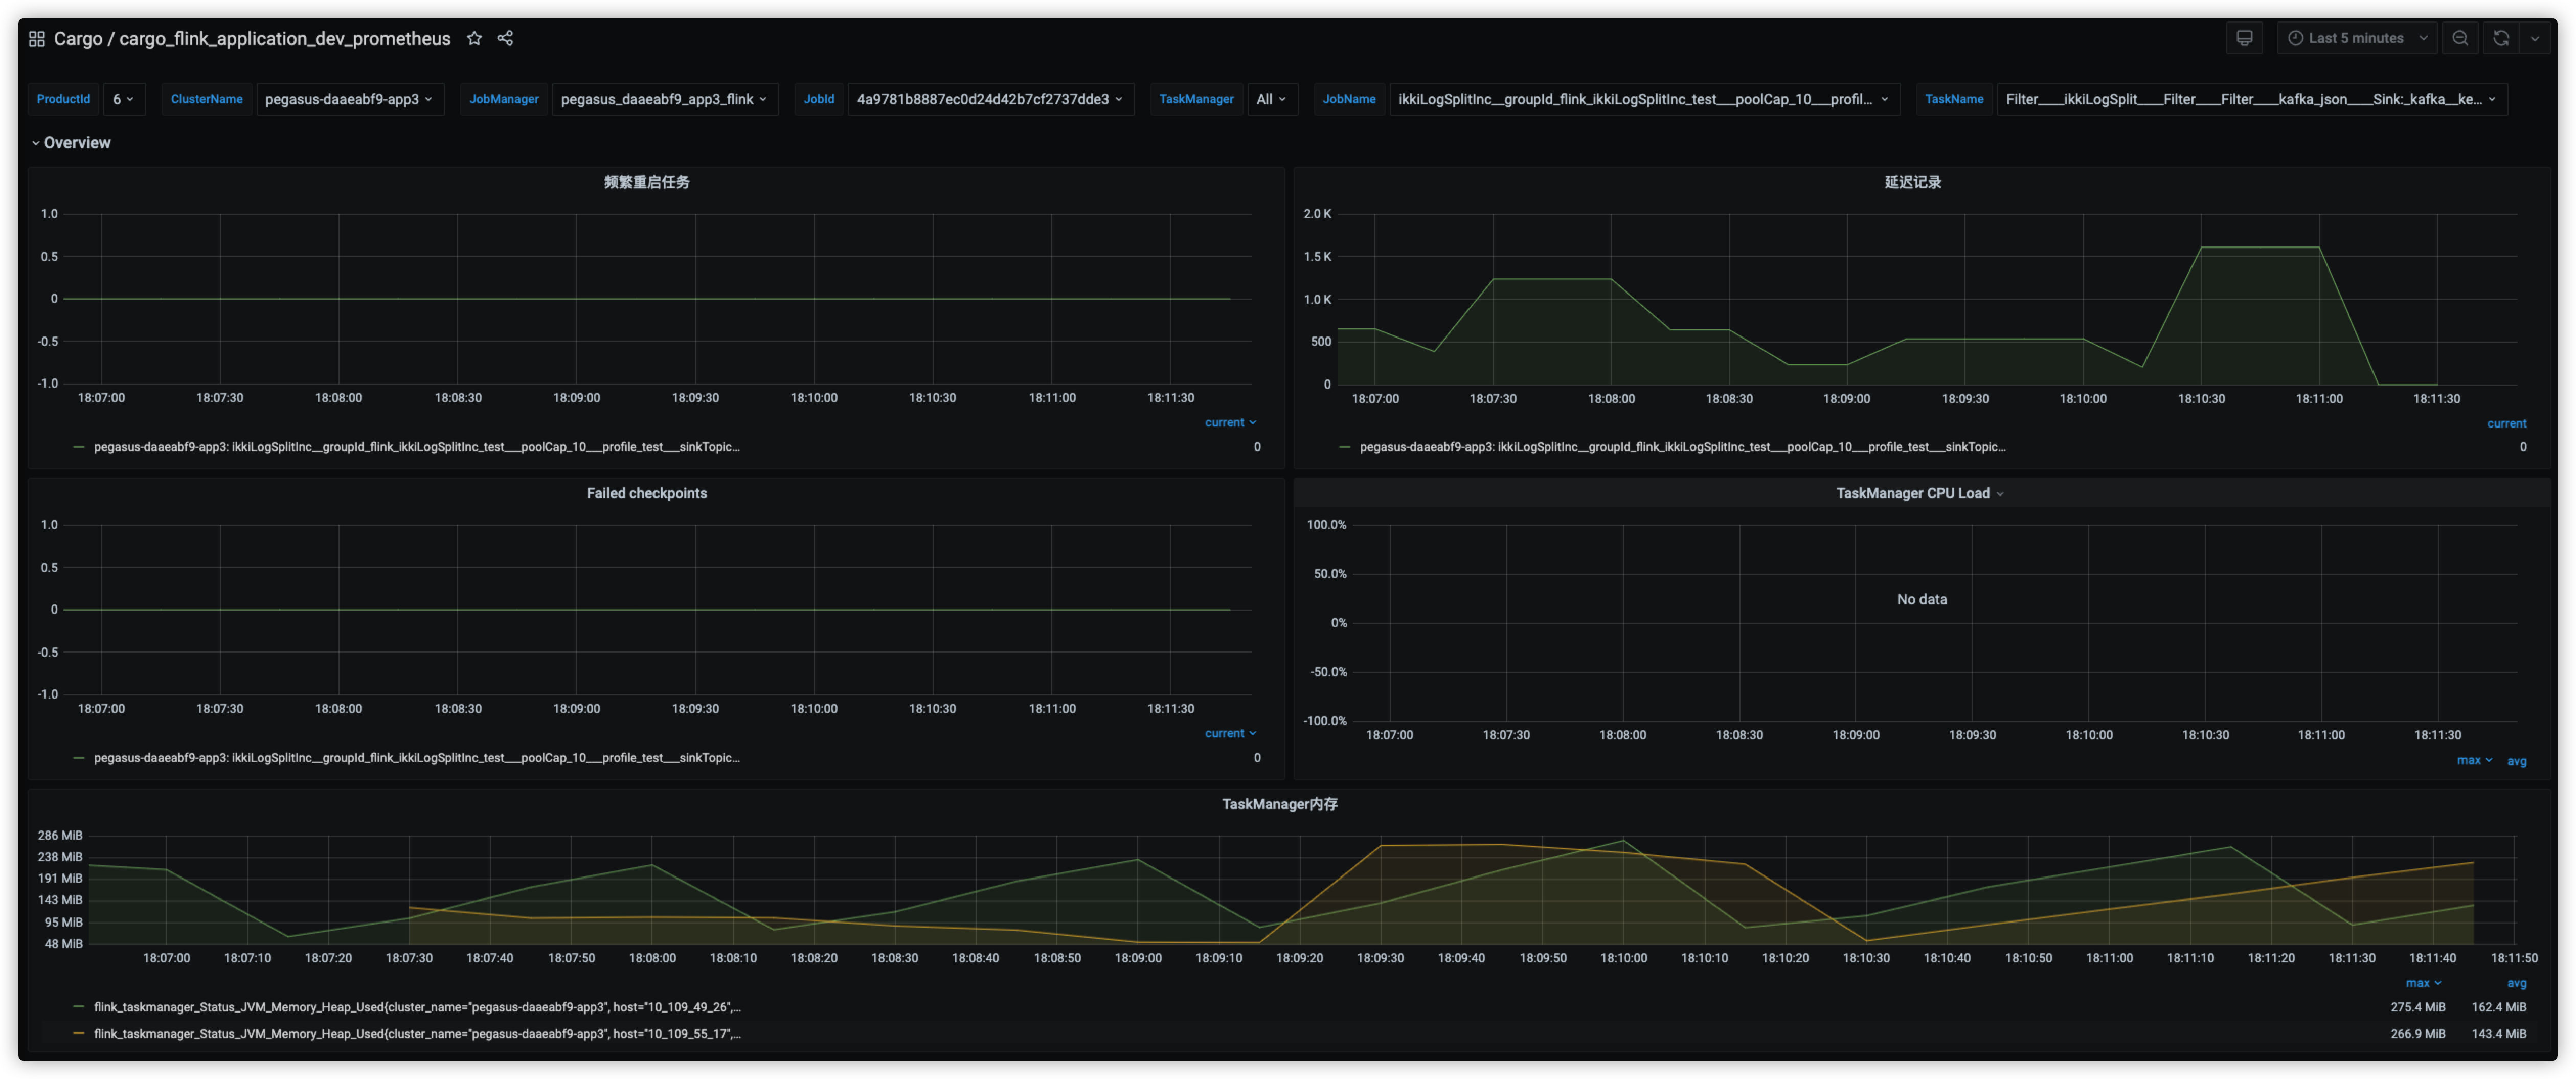 Cargo / cargo_flink_application_dev_prometheus
Last 5 minutes
ProductId 6 ClusterName pegasus-daaeabf9-app3 JobManager pegasus_daaeabf9_app3_flink JobId 4a9781b8887ec0d24d42b7cf2737dde3 TaskManager All JobName ikkiLogSplitInc__groupId_flink_ikkiLogSplitInc_test___poolCap_10___profil... TaskName Filter____ikkiLogSplit____Filter____Filter____kafka_json____Sink:_kafka__ke...
Overview
频繁重启任务
1.0
0.5
0
-0.5
-1.0
18:07:00 18:07:30 18:08:00 18:08:30 18:09:00 18:09:30 18:10:00 18:10:30 18:11:00 18:11:30
current
pegasus-daaeabf9-app3: ikkiLogSplitInc__groupId_flink_ikkiLogSplitInc_test___poolCap_10___profile_test___sinkTopic... 0
延迟记录
2.0 K
1.5 K
1.0 K
500
0
18:07:00 18:07:30 18:08:00 18:08:30 18:09:00 18:09:30 18:10:00 18:10:30 18:11:00 18:11:30
current
pegasus-daaeabf9-app3: ikkiLogSplitInc__groupId_flink_ikkiLogSplitInc_test___poolCap_10___profile_test___sinkTopic... 0
Failed checkpoints
1.0
0.5
0
-0.5
-1.0
18:07:00 18:07:30 18:08:00 18:08:30 18:09:00 18:09:30 18:10:00 18:10:30 18:11:00 18:11:30
current
pegasus-daaeabf9-app3: ikkiLogSplitInc__groupId_flink_ikkiLogSplitInc_test___poolCap_10___profile_test___sinkTopic... 0
TaskManager CPU Load
100.0%
50.0%
No data
0%
-50.0%
-100.0%
18:07:00 18:07:30 18:08:00 18:08:30 18:09:00 18:09:30 18:10:00 18:10:30 18:11:00 18:11:30
max avg
TaskManager内存
286 MiB
238 MiB
191 MiB
143 MiB
95 MiB
48 MiB
18:07:00 18:07:10 18:07:20 18:07:30 18:07:40 18:07:50 18:08:00 18:08:10 18:08:20 18:08:30 18:08:40 18:08:50 18:09:00 18:09:10 18:09:20 18:09:30 18:09:40 18:09:50 18:10:00 18:10:10 18:10:20 18:10:30 18:10:40 18:10:50 18:11:00 18:11:10 18:11:20 18:11:30 18:11:40 18:11:50
max avg
flink_taskmanager_Status_JVM_Memory_Heap_Used{cluster_name="pegasus-daaeabf9-app3", host="10_109_49_26",... 275.4 MiB 162.4 MiB
flink_taskmanager_Status_JVM_Memory_Heap_Used{cluster_name="pegasus-daaeabf9-app3", host="10_109_55_17",... 266.9 MiB 143.4 MiB